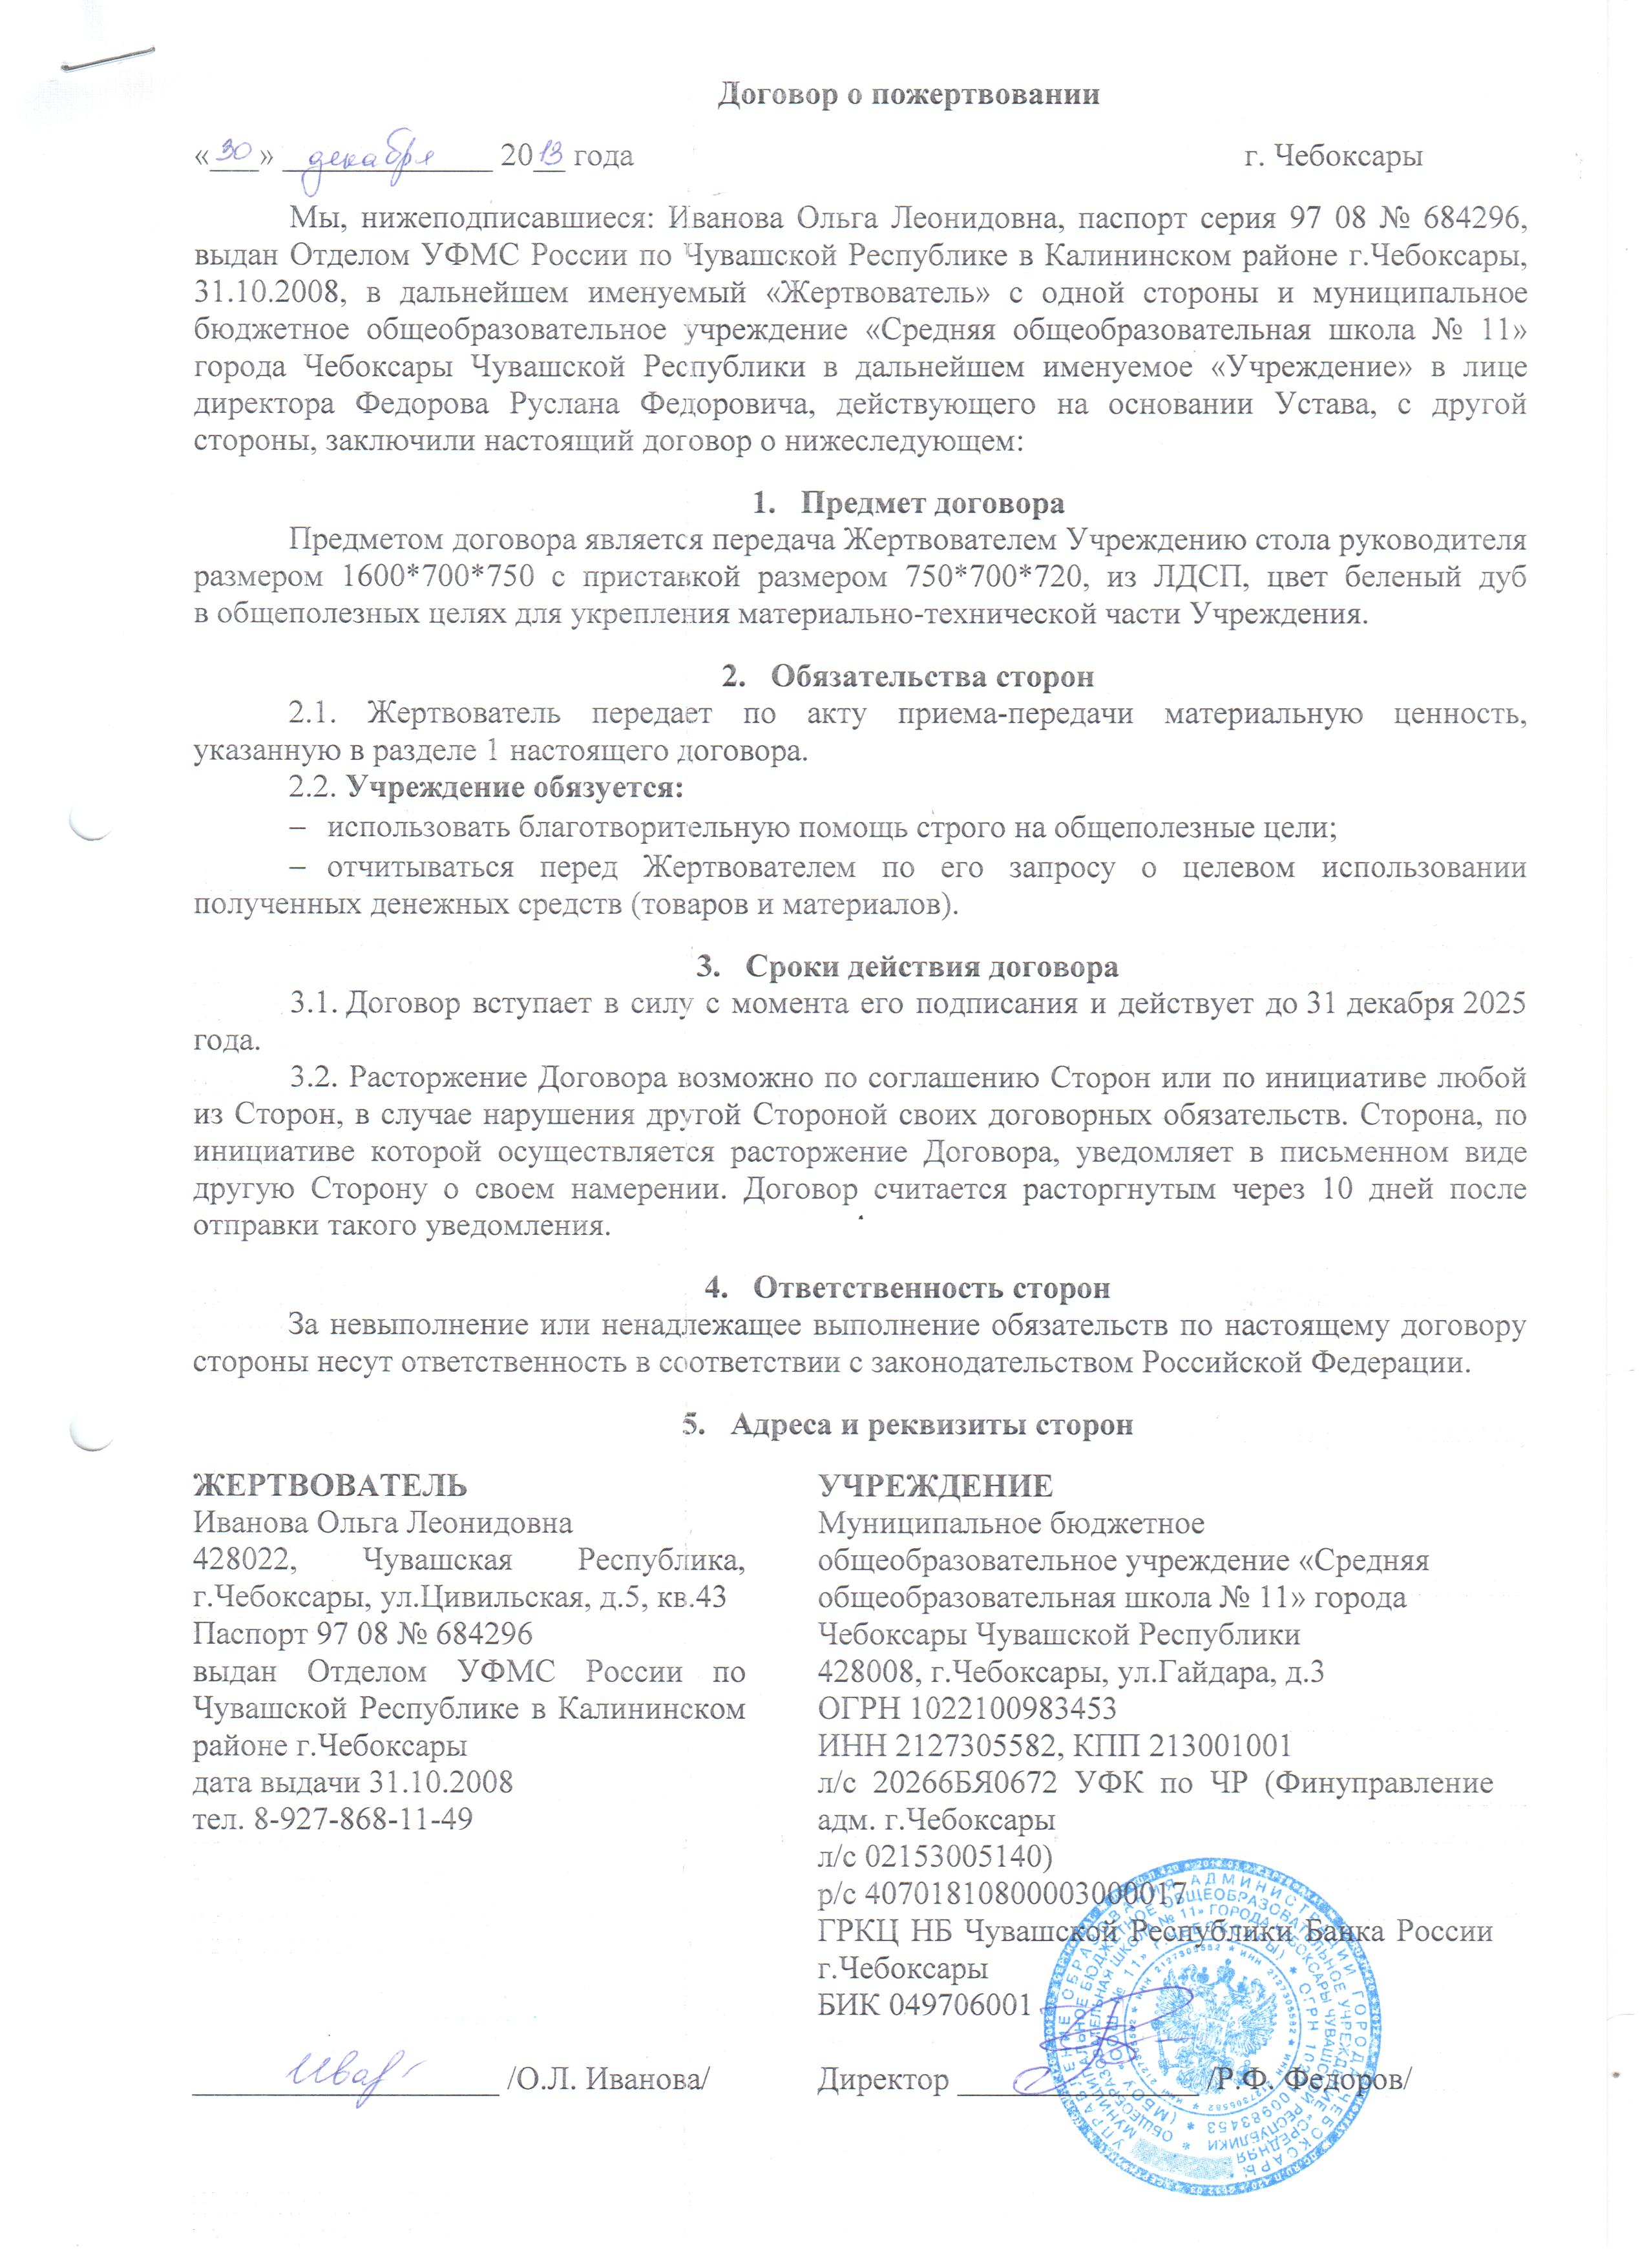 Договор о пожертвовании
«30» декабря 2013 года г. Чебоксары
Мы, нижеподписавшиеся: Иванова Ольга Леонидовна, паспорт серия 97 08 № 684296,
выдан Отделом УФМС России по Чувашской Республике в Калининском районе г.Чебоксары,
31.10.2008, в дальнейшем именуемый «Жертвователь» с одной стороны и муниципальное
бюджетное общеобразовательное учреждение «Средняя общеобразовательная школа № 11»
города Чебоксары Чувашской Республики в дальнейшем именуемое «Учреждение» в лице
директора Федорова Руслана Федоровича, действующего на основании Устава, с другой
стороны, заключили настоящий договор о нижеследующем:
1. Предмет договора
Предметом договора является передача Жертвователем Учреждению стола руководителя
размером 1600*700*750 с приставкой размером 750*700*720, из ЛДСП, цвет беленый дуб
в общеполезных целях для укрепления материально-технической части Учреждения.
2. Обязательства сторон
2.1. Жертвователь передает по акту приема-передачи материальную ценность,
указанную в разделе 1 настоящего договора.
2.2. Учреждение обязуется:
– использовать благотворительную помощь строго на общеполезные цели;
– отчитываться перед Жертвователем по его запросу о целевом использовании
полученных денежных средств (товаров и материалов).
3. Сроки действия договора
3.1. Договор вступает в силу с момента его подписания и действует до 31 декабря 2025
года.
3.2. Расторжение Договора возможно по соглашению Сторон или по инициативе любой
из Сторон, в случае нарушения другой Стороной своих договорных обязательств. Сторона, по
инициативе которой осуществляется расторжение Договора, уведомляет в письменном виде
другую Сторону о своем намерении. Договор считается расторгнутым через 10 дней после
отправки такого уведомления.
4. Ответственность сторон
За невыполнение или ненадлежащее выполнение обязательств по настоящему договору
стороны несут ответственность в соответствии с законодательством Российской Федерации.
5. Адреса и реквизиты сторон
ЖЕРТВОВАТЕЛЬ
Иванова Ольга Леонидовна
428022, Чувашская Республика,
г.Чебоксары, ул.Цивильская, д.5, кв.43
Паспорт 97 08 № 684296
выдан Отделом УФМС России по
Чувашской Республике в Калининском
районе г.Чебоксары
дата выдачи 31.10.2008
тел. 8-927-868-11-49
/О.Л. Иванова/
УЧРЕЖДЕНИЕ
Муниципальное бюджетное
общеобразовательное учреждение «Средняя
общеобразовательная школа № 11» города
Чебоксары Чувашской Республики
428008, г.Чебоксары, ул.Гайдара, д.3
ОГРН 1022100983453
ИНН 2127305582, КПП 213001001
л/с 20266БЯ0672 УФК по ЧР (Финуправление
адм. г.Чебоксары
л/с 02153005140)
р/с 40701810800003000017
ГРКЦ НБ Чувашской Республики Банка России
г.Чебоксары
БИК 049706001
Директор /Р.Ф. Федоров/
УПРАВЛЕНИЕ ОБРАЗОВАНИЯ АДМИНИСТРАЦИИ ГОРОДА ЧЕБОКСАРЫ